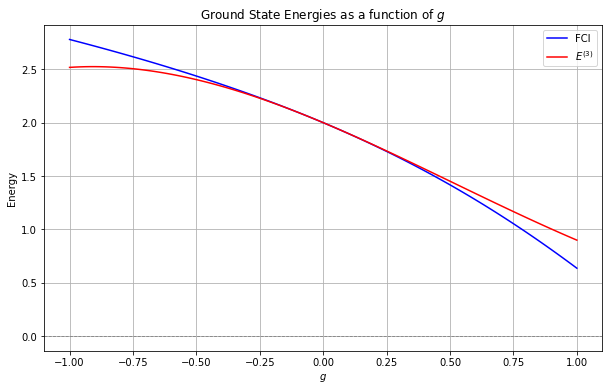 Ground State Energies as a function of g
FCI
E^{(3)}
2.5
2.0
1.5
1.0
0.5
0.0
Energy
−1.00 −0.75 −0.50 −0.25 0.00 0.25 0.50 0.75 1.00
g